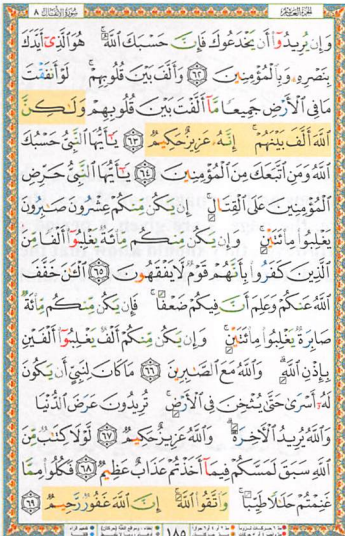 الجزء العاشر سورة الأنفال ٨
وَإِن يُرِيدُوٓا۟ أَن يَخْدَعُوكَ فَإِنَّ حَسْبَكَ ٱللَّهُ ۚ هُوَ ٱلَّذِىٓ أَيَّدَكَ
بِنَصْرِهِۦ وَبِٱلْمُؤْمِنِينَ ٦٢ وَأَلَّفَ بَيْنَ قُلُوبِهِمْ ۚ لَوْ أَنفَقْتَ
مَا فِى ٱلْأَرْضِ جَمِيعًا مَّآ أَلَّفْتَ بَيْنَ قُلُوبِهِمْ وَلَـٰكِنَّ
ٱللَّهَ أَلَّفَ بَيْنَهُمْ ۚ إِنَّهُۥ عَزِيزٌ حَكِيمٌ ٦٣ يَـٰٓأَيُّهَا ٱلنَّبِىُّ حَسْبُكَ
ٱللَّهُ وَمَنِ ٱتَّبَعَكَ مِنَ ٱلْمُؤْمِنِينَ ٦٤ يَـٰٓأَيُّهَا ٱلنَّبِىُّ حَرِّضِ
ٱلْمُؤْمِنِينَ عَلَى ٱلْقِتَالِ ۚ إِن يَكُن مِّنكُمْ عِشْرُونَ صَـٰبِرُونَ
يَغْلِبُوا۟ مِا۟ئَتَيْنِ ۚ وَإِن يَكُن مِّنكُم مِّا۟ئَةٌ يَغْلِبُوٓا۟ أَلْفًا مِّنَ
ٱلَّذِينَ كَفَرُوا۟ بِأَنَّهُمْ قَوْمٌ لَّا يَفْقَهُونَ ٦٥ ٱلْـَٔـٰنَ خَفَّفَ
ٱللَّهُ عَنكُمْ وَعَلِمَ أَنَّ فِيكُمْ ضَعْفًا ۚ فَإِن يَكُن مِّنكُم مِّا۟ئَةٌ
صَابِرَةٌ يَغْلِبُوا۟ مِا۟ئَتَيْنِ ۚ وَإِن يَكُن مِّنكُمْ أَلْفٌ يَغْلِبُوٓا۟ أَلْفَيْنِ
بِإِذْنِ ٱللَّهِ ۗ وَٱللَّهُ مَعَ ٱلصَّـٰبِرِينَ ٦٦ مَا كَانَ لِنَبِىٍّ أَن يَكُونَ
لَهُۥٓ أَسْرَىٰ حَتَّىٰ يُثْخِنَ فِى ٱلْأَرْضِ ۚ تُرِيدُونَ عَرَضَ ٱلدُّنْيَا
وَٱللَّهُ يُرِيدُ ٱلْـَٔاخِرَةَ ۗ وَٱللَّهُ عَزِيزٌ حَكِيمٌ ٦٧ لَّوْلَا كِتَـٰبٌ مِّنَ
ٱللَّهِ سَبَقَ لَمَسَّكُمْ فِيمَآ أَخَذْتُمْ عَذَابٌ عَظِيمٌ ٦٨ فَكُلُوا۟ مِمَّا
غَنِمْتُمْ حَلَـٰلًا طَيِّبًا ۚ وَٱتَّقُوا۟ ٱللَّهَ ۚ إِنَّ ٱللَّهَ غَفُورٌ رَّحِيمٌ ٦٩
١٨٥